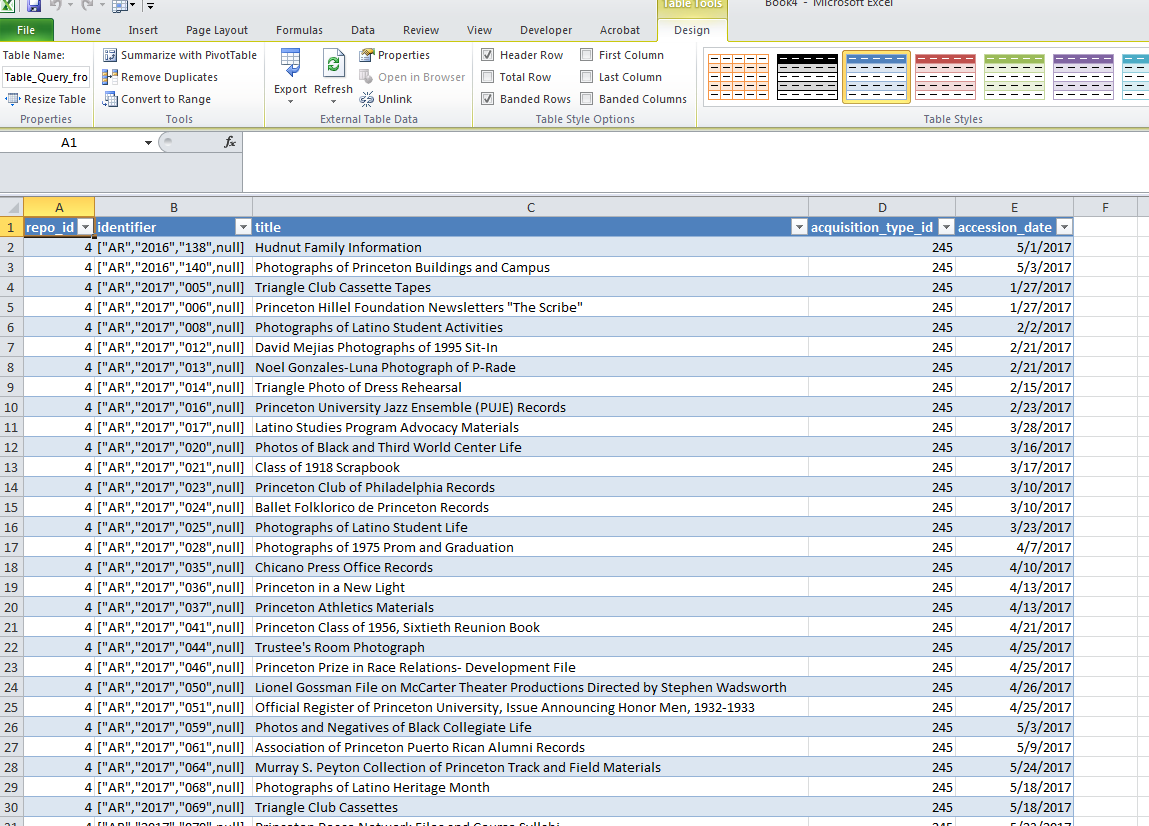 Book4 - Microsoft Excel
Table Tools
File Home Insert Page Layout Formulas Data Review View Developer Acrobat Design
Table Name: Summarize with PivotTable Properties Header Row First Column
Table_Query_fro Remove Duplicates Export Refresh Open in Browser Total Row Last Column
Resize Table Convert to Range Unlink Banded Rows Banded Columns
Properties Tools External Table Data Table Style Options Table Styles
A1 fx
A B C D E F
1 repo_id identifier title acquisition_type_id accession_date
2 4 ["AR","2016","138",null] Hudnut Family Information 245 5/1/2017
3 4 ["AR","2016","140",null] Photographs of Princeton Buildings and Campus 245 5/3/2017
4 4 ["AR","2017","005",null] Triangle Club Cassette Tapes 245 1/27/2017
5 4 ["AR","2017","006",null] Princeton Hillel Foundation Newsletters "The Scribe" 245 1/27/2017
6 4 ["AR","2017","008",null] Photographs of Latino Student Activities 245 2/2/2017
7 4 ["AR","2017","012",null] David Mejias Photographs of 1995 Sit-In 245 2/21/2017
8 4 ["AR","2017","013",null] Noel Gonzales-Luna Photograph of P-Rade 245 2/21/2017
9 4 ["AR","2017","014",null] Triangle Photo of Dress Rehearsal 245 2/15/2017
10 4 ["AR","2017","016",null] Princeton University Jazz Ensemble (PUJE) Records 245 2/23/2017
11 4 ["AR","2017","017",null] Latino Studies Program Advocacy Materials 245 3/28/2017
12 4 ["AR","2017","020",null] Photos of Black and Third World Center Life 245 3/16/2017
13 4 ["AR","2017","021",null] Class of 1918 Scrapbook 245 3/17/2017
14 4 ["AR","2017","023",null] Princeton Club of Philadelphia Records 245 3/10/2017
15 4 ["AR","2017","024",null] Ballet Folklorico de Princeton Records 245 3/10/2017
16 4 ["AR","2017","025",null] Photographs of Latino Student Life 245 3/23/2017
17 4 ["AR","2017","028",null] Photographs of 1975 Prom and Graduation 245 4/7/2017
18 4 ["AR","2017","035",null] Chicano Press Office Records 245 4/10/2017
19 4 ["AR","2017","036",null] Princeton in a New Light 245 4/13/2017
20 4 ["AR","2017","037",null] Princeton Athletics Materials 245 4/13/2017
21 4 ["AR","2017","041",null] Princeton Class of 1956, Sixtieth Reunion Book 245 4/21/2017
22 4 ["AR","2017","044",null] Trustee's Room Photograph 245 4/25/2017
23 4 ["AR","2017","046",null] Princeton Prize in Race Relations- Development File 245 4/25/2017
24 4 ["AR","2017","050",null] Lionel Gossman File on McCarter Theater Productions Directed by Stephen Wadsworth 245 4/26/2017
25 4 ["AR","2017","051",null] Official Register of Princeton University, Issue Announcing Honor Men, 1932-1933 245 4/25/2017
26 4 ["AR","2017","059",null] Photos and Negatives of Black Collegiate Life 245 5/3/2017
27 4 ["AR","2017","061",null] Association of Princeton Puerto Rican Alumni Records 245 5/9/2017
28 4 ["AR","2017","064",null] Murray S. Peyton Collection of Princeton Track and Field Materials 245 5/24/2017
29 4 ["AR","2017","068",null] Photographs of Latino Heritage Month 245 5/18/2017
30 4 ["AR","2017","069",null] Triangle Club Cassettes 245 5/18/2017